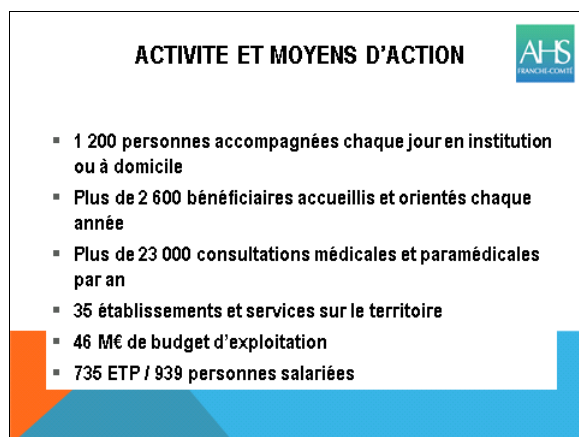 ACTIVITE ET MOYENS D'ACTION
AHS
FRANCHE-COMTÉ
▪ 1 200 personnes accompagnées chaque jour en institution
ou à domicile
▪ Plus de 2 600 bénéficiaires accueillis et orientés chaque
année
▪ Plus de 23 000 consultations médicales et paramédicales
par an
▪ 35 établissements et services sur le territoire
▪ 46 M€ de budget d'exploitation
▪ 735 ETP / 939 personnes salariées